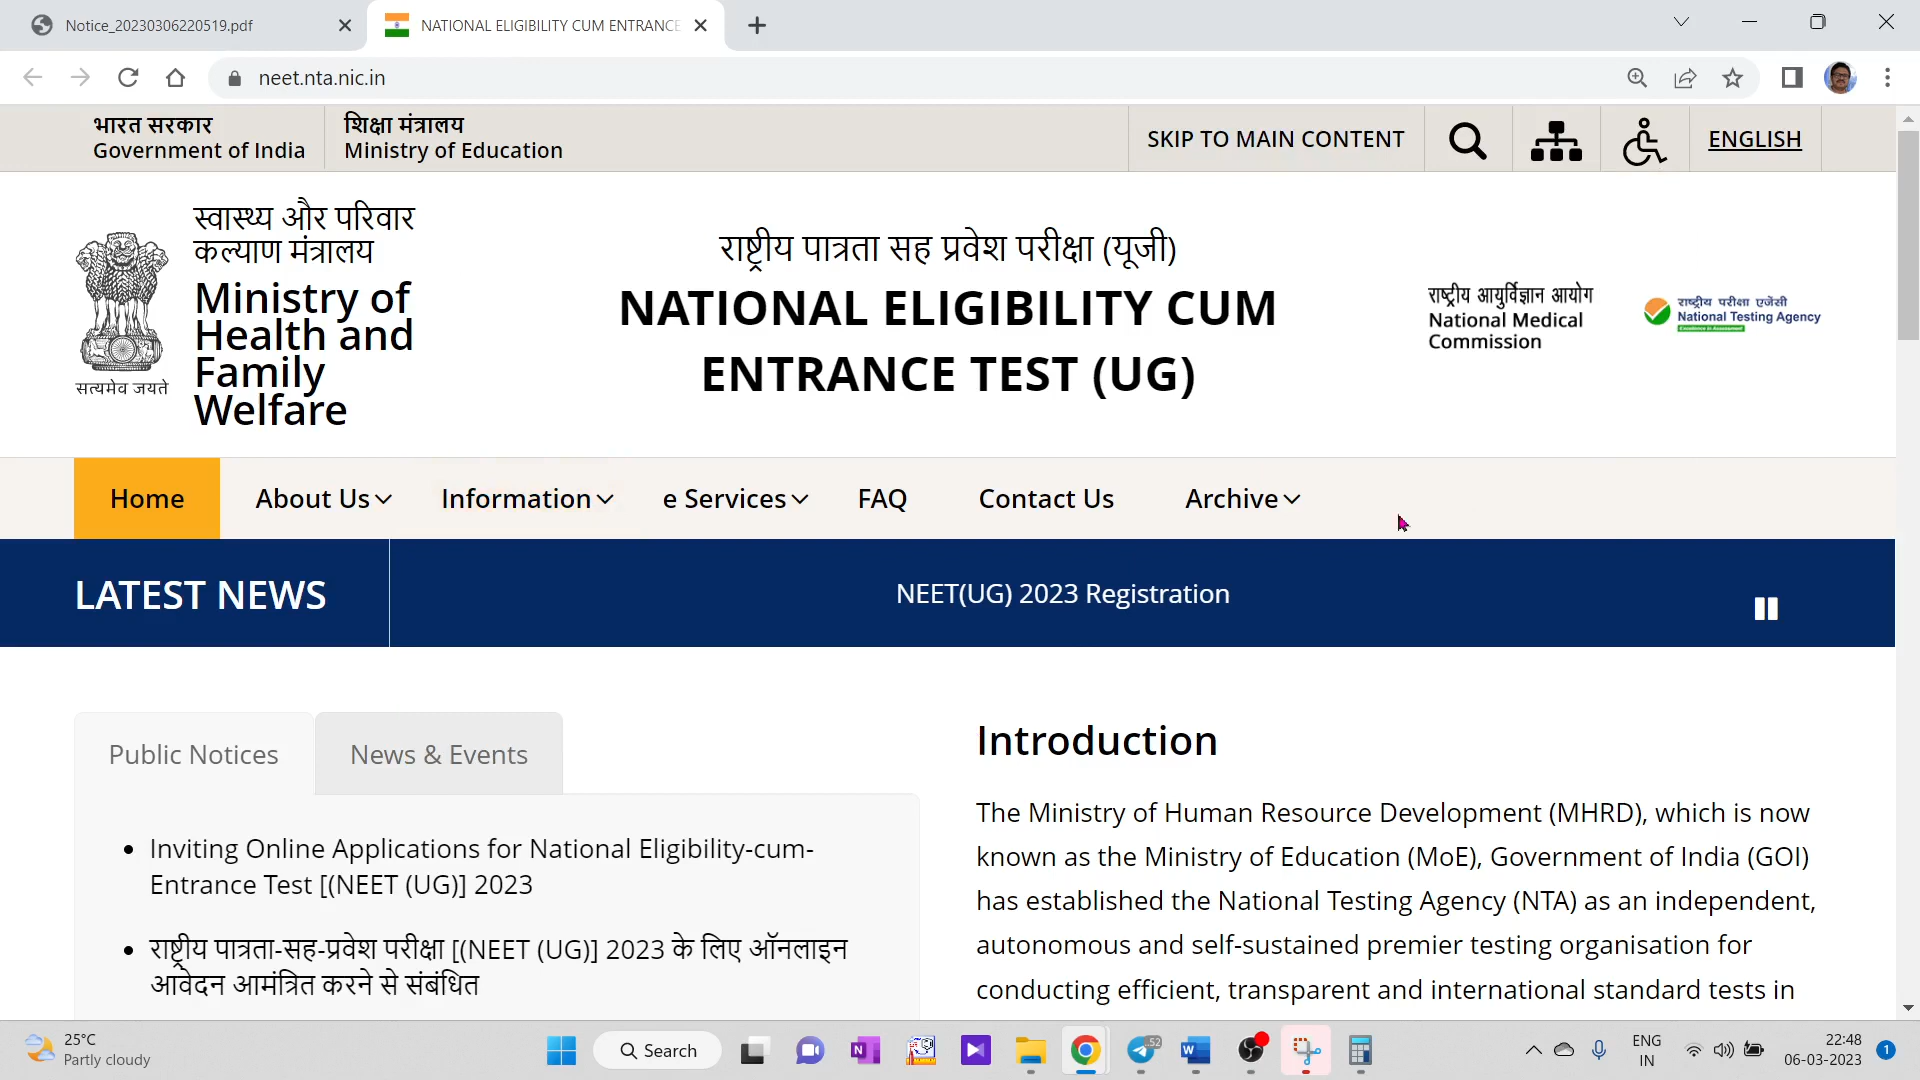 Notice_20230306220519.pdf
NATIONAL ELIGIBILITY CUM ENTRANCE
neet.nta.nic.in
भारत सरकार
Government of India
शिक्षा मंत्रालय
Ministry of Education
SKIP TO MAIN CONTENT
ENGLISH
सत्यमेव जयते
स्वास्थ्य और परिवार
कल्याण मंत्रालय
Ministry of
Health and
Family
Welfare
राष्ट्रीय पात्रता सह प्रवेश परीक्षा (यूजी)
NATIONAL ELIGIBILITY CUM
ENTRANCE TEST (UG)
राष्ट्रीय आयुर्विज्ञान आयोग
National Medical
Commission
राष्ट्रीय परीक्षा एजेंसी
National Testing Agency
Excellence in Assessment
Home
About Us
Information
e Services
FAQ
Contact Us
Archive
LATEST NEWS
NEET(UG) 2023 Registration
Public Notices
News & Events
Inviting Online Applications for National Eligibility-cum-
Entrance Test [(NEET (UG)] 2023
राष्ट्रीय पात्रता-सह-प्रवेश परीक्षा [(NEET (UG)] 2023 के लिए ऑनलाइन
आवेदन आमंत्रित करने से संबंधित
Introduction
The Ministry of Human Resource Development (MHRD), which is now
known as the Ministry of Education (MoE), Government of India (GOI)
has established the National Testing Agency (NTA) as an independent,
autonomous and self-sustained premier testing organisation for
conducting efficient, transparent and international standard tests in
25°C
Partly cloudy
Search
52
ENG
IN
22:48
06-03-2023
1